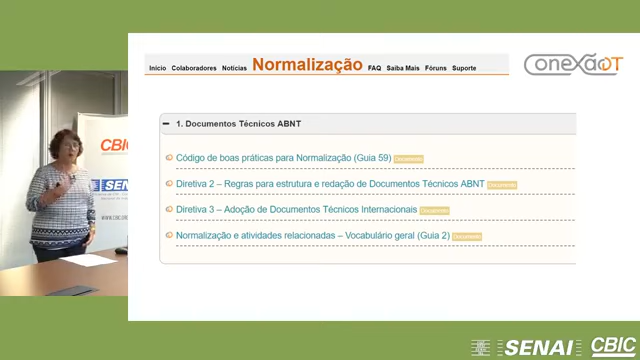 Início Colaboradores Notícias Normalização FAQ Saiba Mais Fóruns Suporte
ConexãoDT
1. Documentos Técnicos ABNT
Código de boas práticas para Normalização (Guia 59) Documento
Diretiva 2 – Regras para estrutura e redação de Documentos Técnicos ABNT Documento
Diretiva 3 – Adoção de Documentos Técnicos Internacionais Documento
Normalização e atividades relacionadas – Vocabulário geral (Guia 2) Documento
CBIC
SENAI
SENAI CBIC